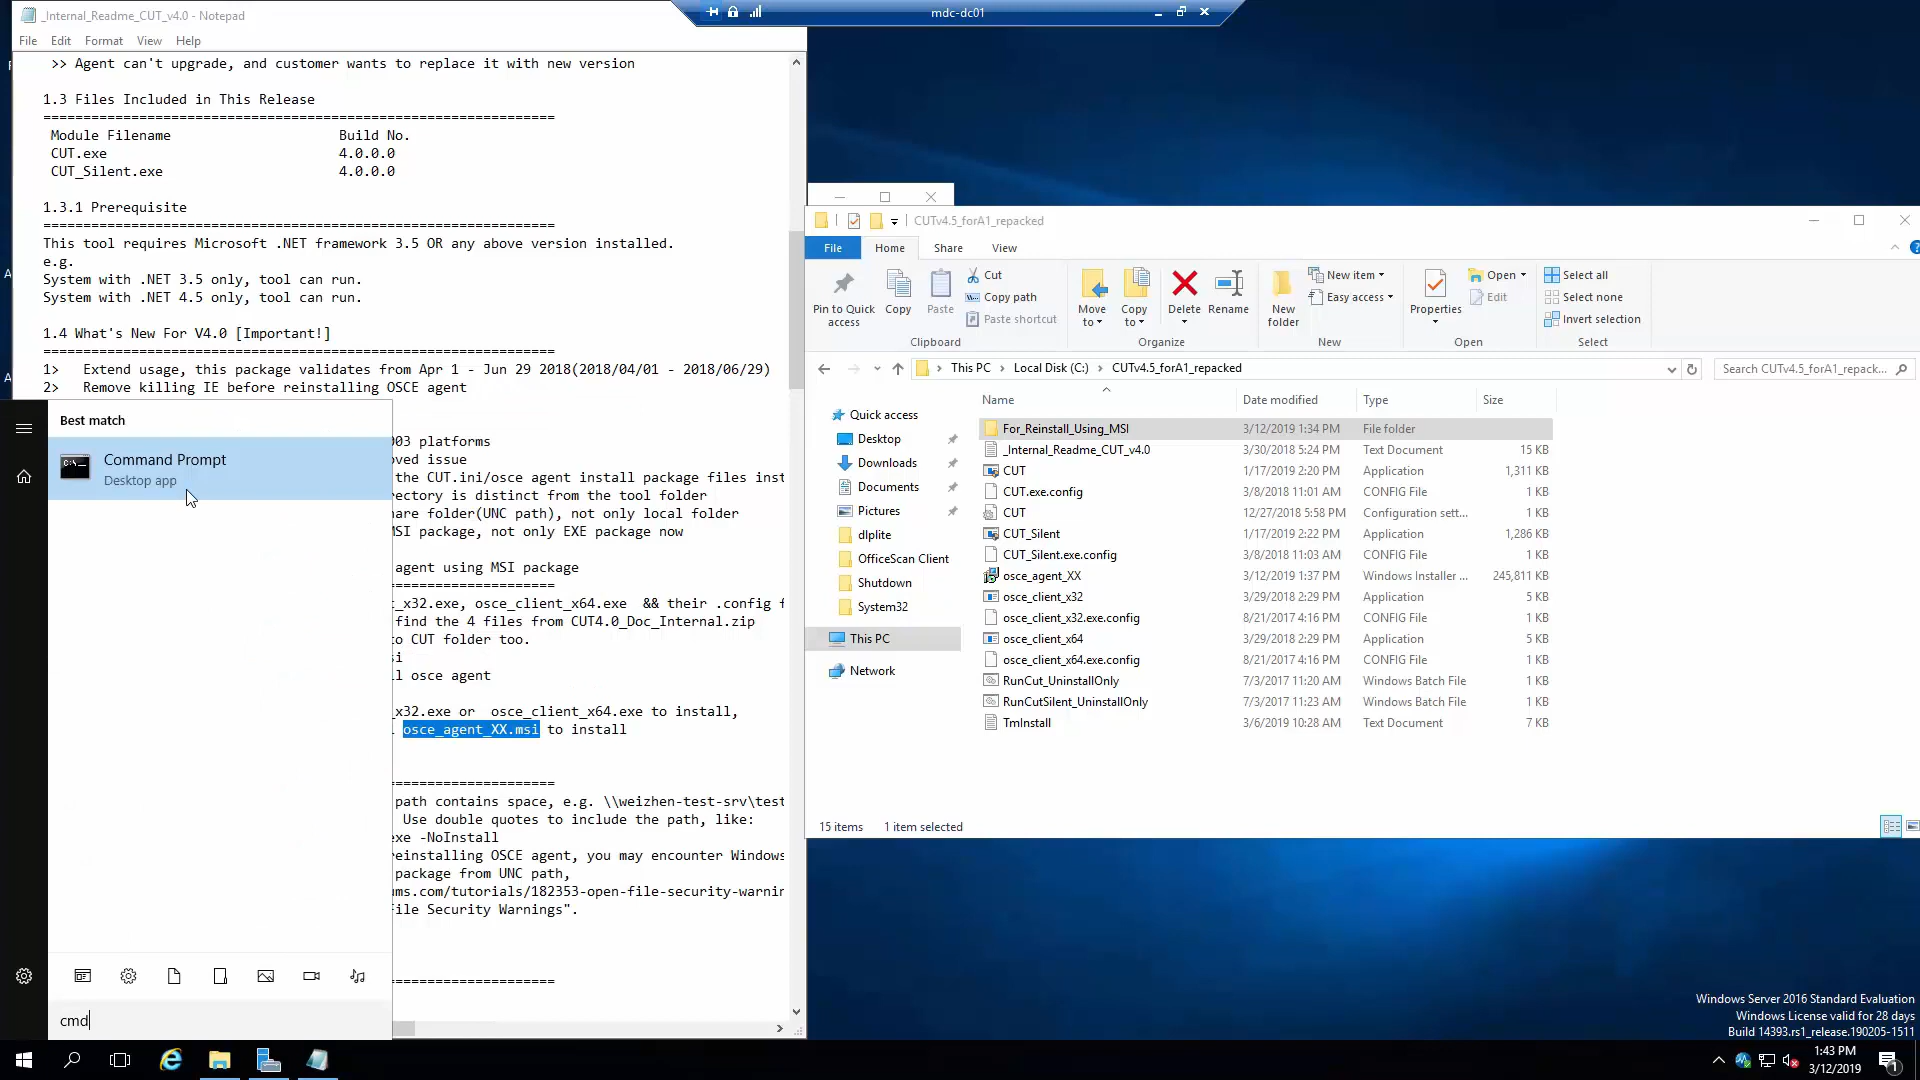 _Internal_Readme_CUT_v4.0 - Notepad
File Edit Format View Help
>> Agent can't upgrade, and customer wants to replace it with new version
1.3 Files Included in This Release
================================================================
Module Filename Build No.
CUT.exe 4.0.0.0
CUT_Silent.exe 4.0.0.0
1.3.1 Prerequisite
================================================================
This tool requires Microsoft .NET framework 3.5 OR any above version installed.
e.g.
System with .NET 3.5 only, tool can run.
System with .NET 4.5 only, tool can run.
1.4 What's New For V4.0 [Important!]
================================================================
1> Extend usage, this package validates from Apr 1 - Jun 29 2018(2018/04/01 - 2018/06/29)
2> Remove killing IE before reinstalling OSCE agent
03 platforms
ved issue
the CUT.ini/osce agent install package files inst
rectory is distinct from the tool folder
hare folder(UNC path), not only local folder
MSI package, not only EXE package now
agent using MSI package
=====================
_x32.exe, osce_client_x64.exe && their .config f
find the 4 files from CUT4.0_Doc_Internal.zip
to CUT folder too.
si
ll osce agent
x32.exe or osce_client_x64.exe to install,
osce_agent_XX.msi to install
=====================
path contains space, e.g. \\weizhen-test-srv\test
Use double quotes to include the path, like:
exe -NoInstall
reinstalling OSCE agent, you may encounter Windows
package from UNC path,
ums.com/tutorials/182353-open-file-security-warnin
File Security Warnings".
=====================
Best match
Command Prompt
Desktop app
cmd
mdc-dc01
CUTv4.5_forA1_repacked
File Home Share View
Pin to Quick access
Copy
Paste
Cut
Copy path
Paste shortcut
Clipboard
Move to
Copy to
Delete
Rename
Organize
New folder
New item
Easy access
New
Properties
Open
Edit
Open
Select all
Select none
Invert selection
Select
This PC > Local Disk (C:) > CUTv4.5_forA1_repacked
Search CUTv4.5_forA1_repack...
Quick access
Desktop
Downloads
Documents
Pictures
dlplite
OfficeScan Client
Shutdown
System32
This PC
Network
Name Date modified Type Size
For_Reinstall_Using_MSI 3/12/2019 1:34 PM File folder
_Internal_Readme_CUT_v4.0 3/30/2018 5:24 PM Text Document 15 KB
CUT 1/17/2019 2:20 PM Application 1,311 KB
CUT.exe.config 3/8/2018 11:01 AM CONFIG File 1 KB
CUT 12/27/2018 5:58 PM Configuration sett... 1 KB
CUT_Silent 1/17/2019 2:22 PM Application 1,286 KB
CUT_Silent.exe.config 3/8/2018 11:03 AM CONFIG File 1 KB
osce_agent_XX 3/12/2019 1:37 PM Windows Installer ... 245,811 KB
osce_client_x32 3/29/2018 2:29 PM Application 5 KB
osce_client_x32.exe.config 8/21/2017 4:16 PM CONFIG File 1 KB
osce_client_x64 3/29/2018 2:29 PM Application 5 KB
osce_client_x64.exe.config 8/21/2017 4:16 PM CONFIG File 1 KB
RunCut_UninstallOnly 7/3/2017 11:20 AM Windows Batch File 1 KB
RunCutSilent_UninstallOnly 7/3/2017 11:23 AM Windows Batch File 1 KB
TmInstall 3/6/2019 10:28 AM Text Document 7 KB
15 items 1 item selected
Windows Server 2016 Standard Evaluation
Windows License valid for 28 days
Build 14393.rs1_release.190205-1511
1:43 PM
3/12/2019
1